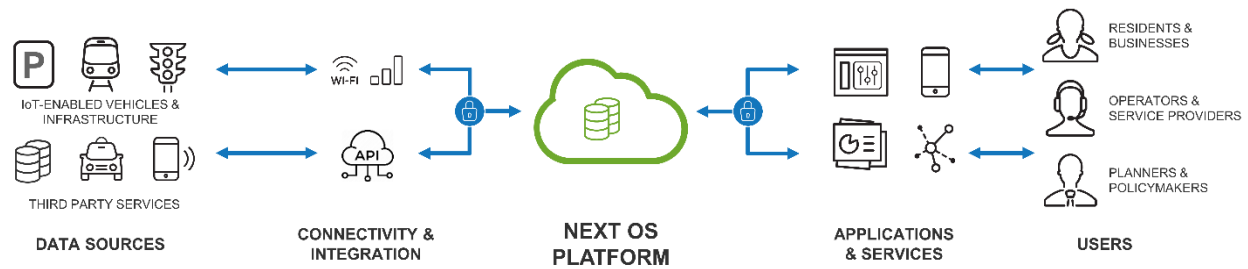 P
IoT-ENABLED VEHICLES &
INFRASTRUCTURE
THIRD PARTY SERVICES
DATA SOURCES
WI-FI
API
CONNECTIVITY &
INTEGRATION
NEXT OS
PLATFORM
APPLICATIONS
& SERVICES
RESIDENTS &
BUSINESSES
OPERATORS &
SERVICE PROVIDERS
PLANNERS &
POLICYMAKERS
USERS